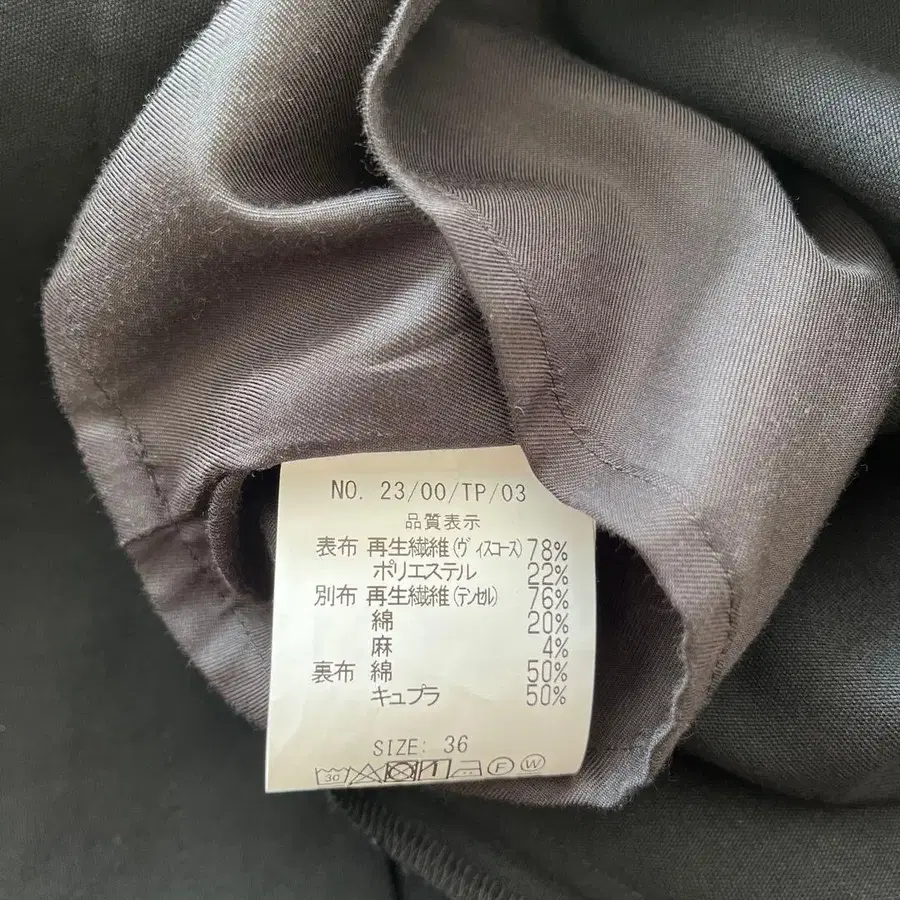 NO. 23/00/TP/03
品質表示
表布 再生繊維(ヴィスコース) 78%
ポリエステル 22%
別布 再生繊維(テンセル) 76%
綿 20%
麻 4%
裏布 綿 50%
キュプラ 50%
SIZE: 36
30 F W